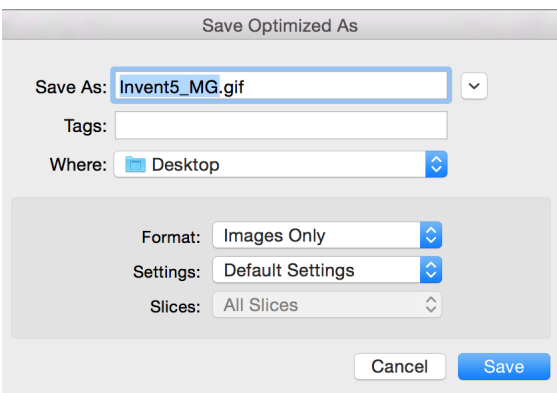 Save Optimized As
Save As: Invent5_MG.gif
Tags:
Where: Desktop
Format: Images Only
Settings: Default Settings
Slices: All Slices
Cancel Save